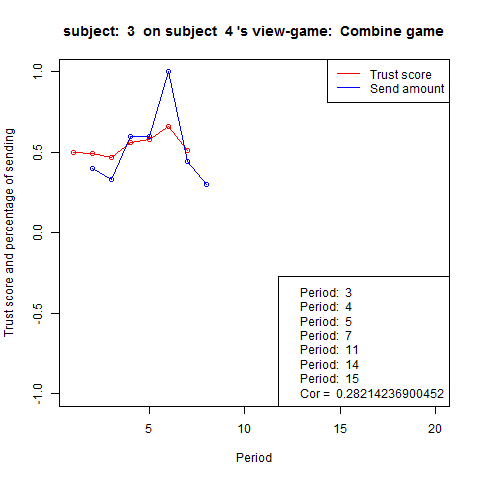 subject:  3  on subject  4 's view-game:  Combine game
Trust score
Send amount
1.0
0.5
0.0
-0.5
-1.0
Trust score and percentage of sending
Period:  3
Period:  4
Period:  5
Period:  7
Period:  11
Period:  14
Period:  15
Cor =  0.28214236900452
5 10 15 20
Period